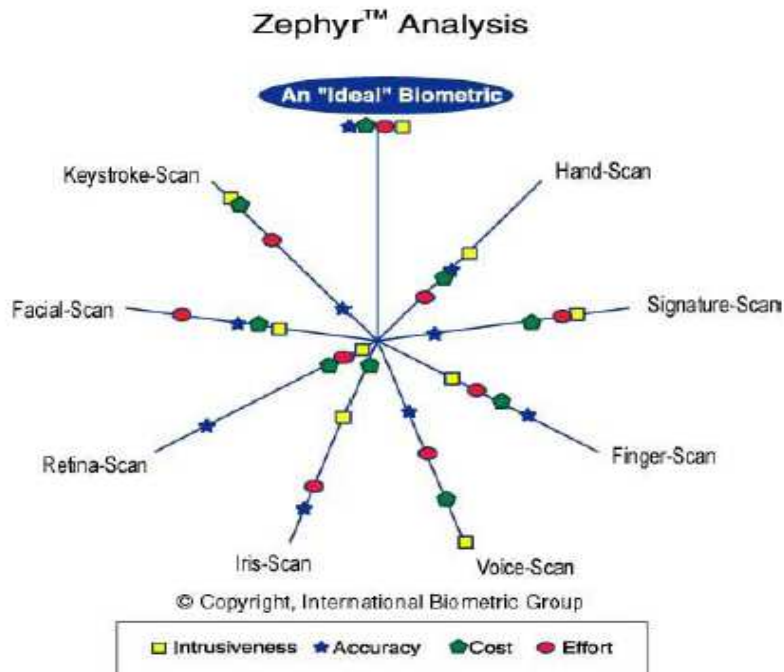 Zephyr™ Analysis
An "Ideal" Biometric
Keystroke-Scan
Hand-Scan
Facial-Scan
Signature-Scan
Retina-Scan
Finger-Scan
Iris-Scan
Voice-Scan
© Copyright, International Biometric Group
Intrusiveness Accuracy Cost Effort